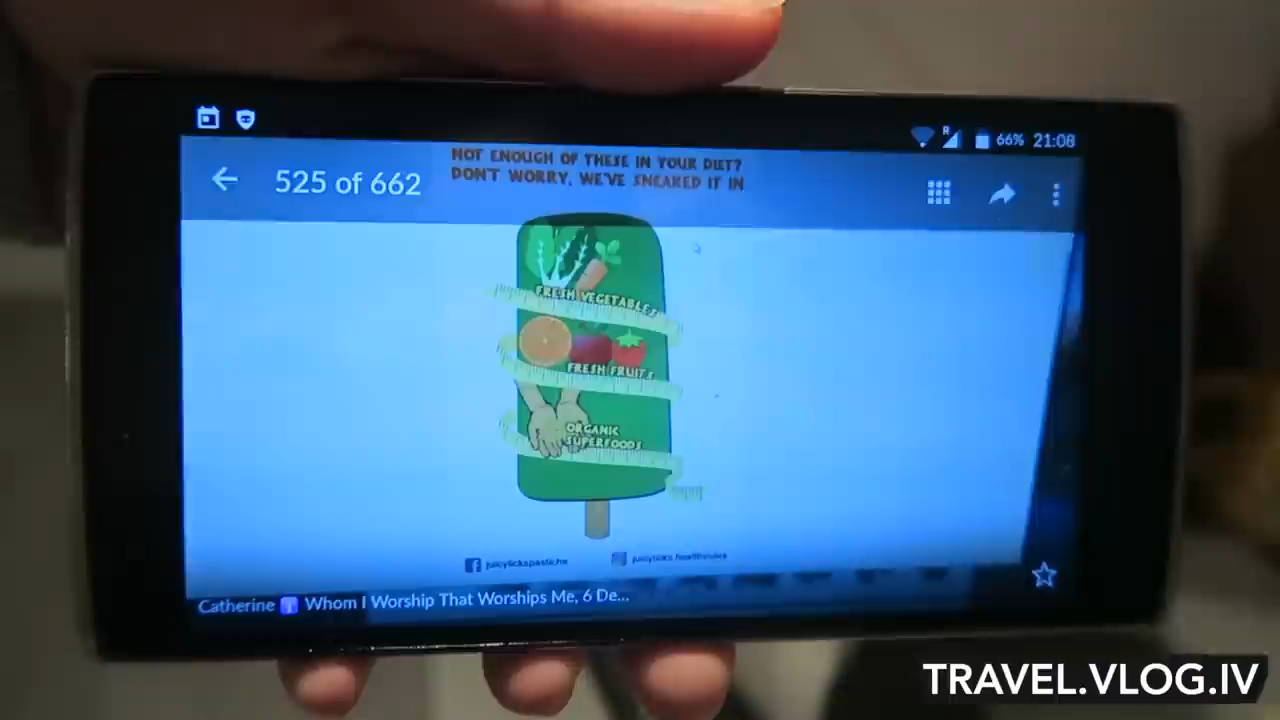 R
66% 21:08
525 of 662
NOT ENOUGH OF THESE IN YOUR DIET?
DON'T WORRY, WE'VE SNEAKED IT IN
FRESH VEGETABLES
FRESH FRUITS
ORGANIC
SUPERFOODS
Catherine
Whom I Worship That Worships Me, 6 De...
TRAVEL.VLOG.IV